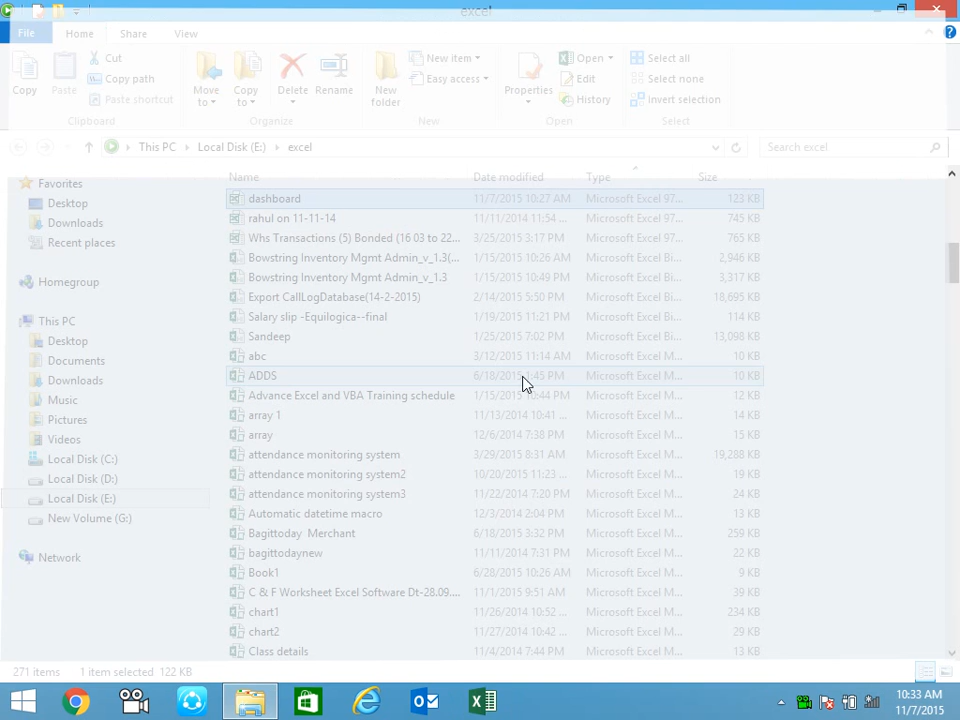 excel
File Home Share View
Copy
Paste
Cut
Copy path
Paste shortcut
Clipboard
Move to
Copy to
Delete
Rename
Organize
New folder
New item
Easy access
New
Properties
Open
Edit
History
Open
Select all
Select none
Invert selection
Select
This PC Local Disk (E:) excel
Search excel
Name Date modified Type Size
Favorites
Desktop
Downloads
Recent places
Homegroup
This PC
Desktop
Documents
Downloads
Music
Pictures
Videos
Local Disk (C:)
Local Disk (D:)
Local Disk (E:)
New Volume (G:)
Network
dashboard 11/7/2015 10:27 AM Microsoft Excel 97... 123 KB
rahul on 11-11-14 11/11/2014 11:54 ... Microsoft Excel 97... 745 KB
Whs Transactions (5) Bonded (16 03 to 22... 3/25/2015 3:17 PM Microsoft Excel 97... 765 KB
Bowstring Inventory Mgmt Admin_v_1.3(... 1/15/2015 10:26 AM Microsoft Excel Bi... 2,946 KB
Bowstring Inventory Mgmt Admin_v_1.3 1/15/2015 10:49 PM Microsoft Excel Bi... 3,317 KB
Export CallLogDatabase(14-2-2015) 2/14/2015 5:50 PM Microsoft Excel Bi... 18,695 KB
Salary slip -Equilogica--final 1/19/2015 11:21 PM Microsoft Excel Bi... 114 KB
Sandeep 1/25/2015 7:02 PM Microsoft Excel Bi... 13,098 KB
abc 3/12/2015 11:14 AM Microsoft Excel M... 10 KB
ADDS 6/18/2015 1:45 PM Microsoft Excel M... 10 KB
Advance Excel and VBA Training schedule 1/15/2015 10:44 PM Microsoft Excel M... 12 KB
array 1 11/13/2014 10:41 ... Microsoft Excel M... 14 KB
array 12/6/2014 7:38 PM Microsoft Excel M... 15 KB
attendance monitoring system 3/29/2015 8:31 AM Microsoft Excel M... 19,288 KB
attendance monitoring system2 10/20/2015 11:23 ... Microsoft Excel M... 19 KB
attendance monitoring system3 11/22/2014 7:20 PM Microsoft Excel M... 24 KB
Automatic datetime macro 12/3/2014 2:04 PM Microsoft Excel M... 13 KB
Bagittoday Merchant 6/18/2015 3:32 PM Microsoft Excel M... 259 KB
bagittodaynew 11/11/2014 7:31 PM Microsoft Excel M... 22 KB
Book1 6/28/2015 10:26 AM Microsoft Excel M... 9 KB
C & F Worksheet Excel Software Dt-28.09.... 11/1/2015 9:51 AM Microsoft Excel M... 39 KB
chart1 11/26/2014 10:52 ... Microsoft Excel M... 234 KB
chart2 11/27/2014 10:42 ... Microsoft Excel M... 29 KB
Class details 11/4/2014 7:44 PM Microsoft Excel M... 13 KB
271 items 1 item selected 122 KB
10:33 AM
11/7/2015